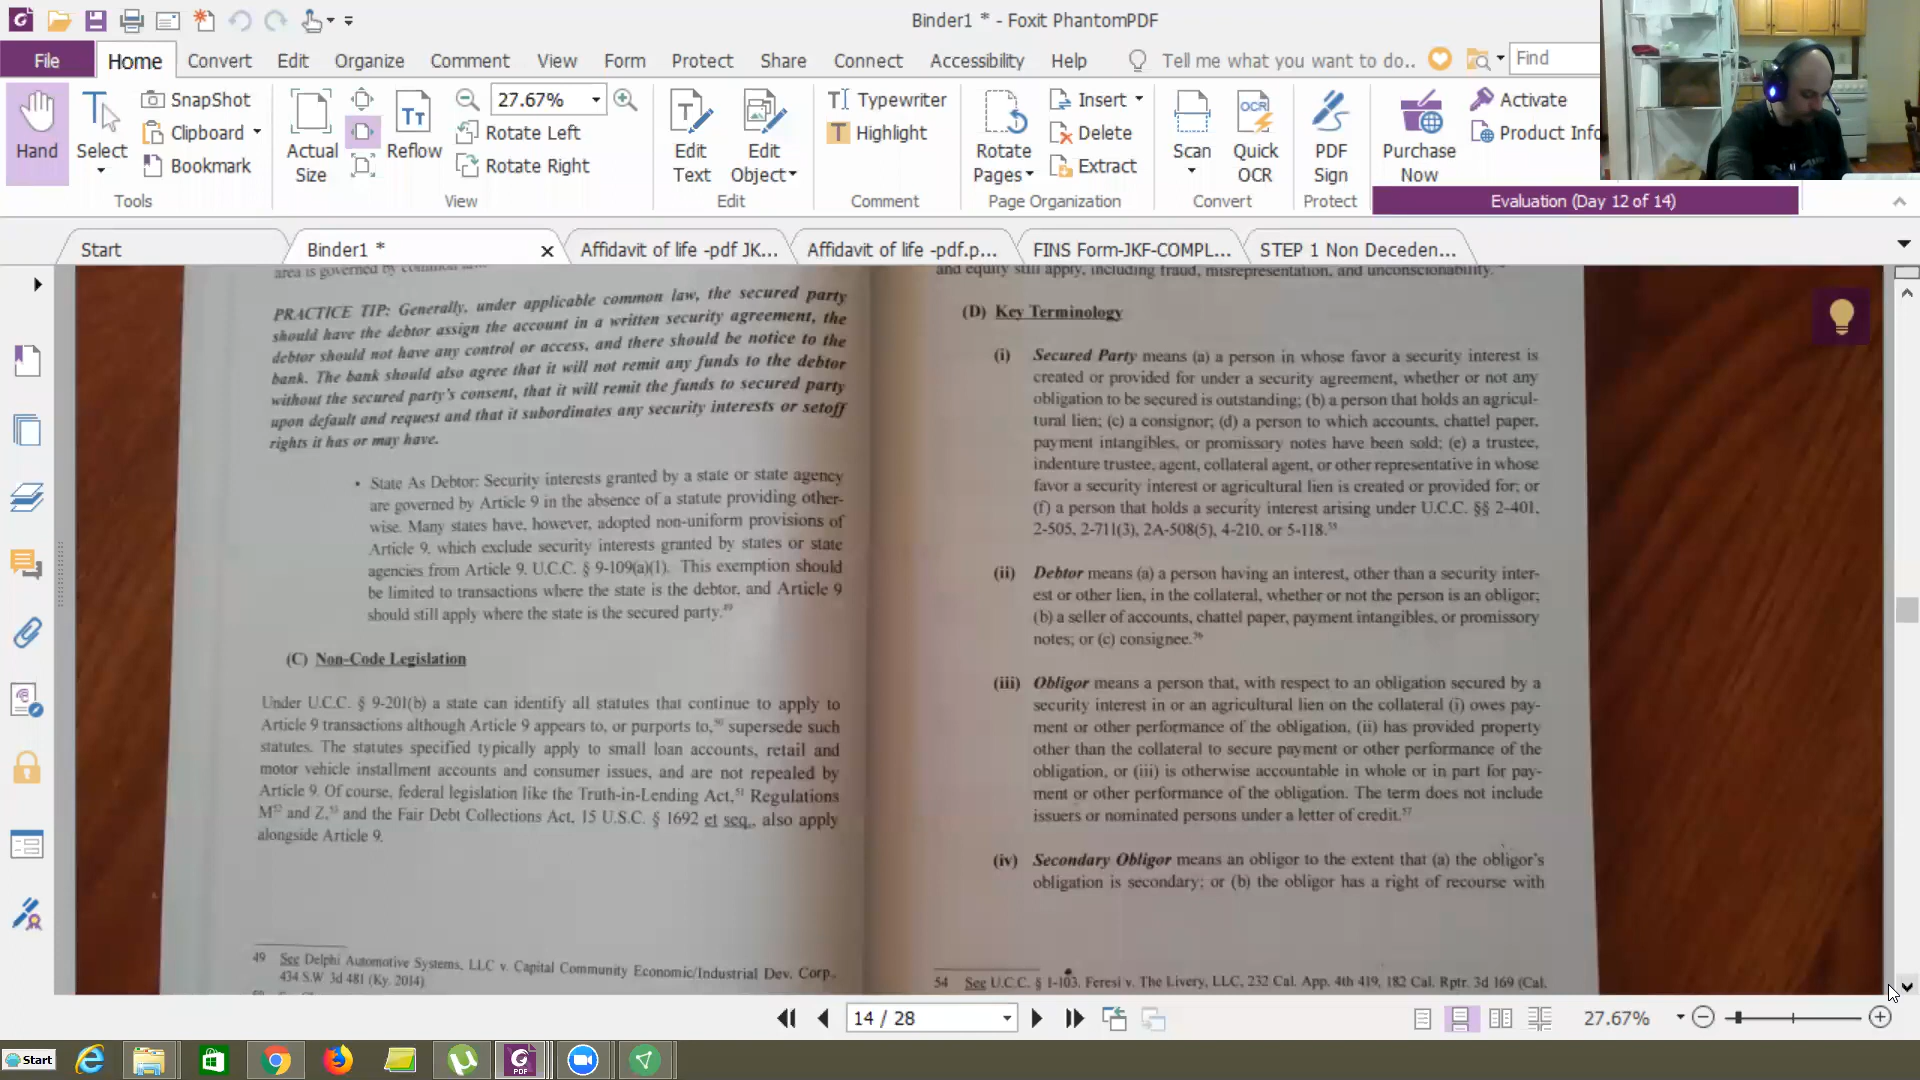 Binder1 * - Foxit PhantomPDF
File
Home
Convert
Edit
Organize
Comment
View
Form
Protect
Share
Connect
Accessibility
Help
Tell me what you want to do..
Find
Hand
Select
SnapShot
Clipboard
Bookmark
Tools
Actual
Size
Reflow
27.67%
Rotate Left
Rotate Right
View
Edit
Text
Edit
Object
Edit
Typewriter
Highlight
Comment
Rotate
Pages
Insert
Delete
Extract
Page Organization
Scan
Quick
OCR
Convert
PDF
Sign
Protect
Purchase
Now
Activate
Product Info
Evaluation (Day 12 of 14)
Start
Binder1 *
Affidavit of life -pdf JK...
Affidavit of life -pdf.p...
FINS Form-JKF-COMPL...
STEP 1 Non Deceden...
area is governed by common
PRACTICE TIP: Generally, under applicable common law, the secured party
should have the debtor assign the account in a written security agreement, the
debtor should not have any control or access, and there should be notice to the
bank. The bank should also agree that it will not remit any funds to the debtor
without the secured party's consent, that it will remit the funds to secured party
upon default and request and that it subordinates any security interests or setoff
rights it has or may have.
• State As Debtor: Security interests granted by a state or state agency
are governed by Article 9 in the absence of a statute providing other-
wise. Many states have, however, adopted non-uniform provisions of
Article 9, which exclude security interests granted by states or state
agencies from Article 9. U.C.C. § 9-109(a)(1). This exemption should
be limited to transactions where the state is the debtor, and Article 9
should still apply where the state is the secured party.49
(C) Non-Code Legislation
Under U.C.C. § 9-201(b) a state can identify all statutes that continue to apply to
Article 9 transactions although Article 9 appears to, or purports to,50 supersede such
statutes. The statutes specified typically apply to small loan accounts, retail and
motor vehicle installment accounts and consumer issues, and are not repealed by
Article 9. Of course, federal legislation like the Truth-in-Lending Act,51 Regulations
M52 and Z,53 and the Fair Debt Collections Act, 15 U.S.C. § 1692 et seq., also apply
alongside Article 9.
49 See Delphi Automotive Systems, LLC v. Capital Community Economic/Industrial Dev. Corp.,
434 S.W. 3d 481 (Ky. 2014).
and equity still apply, including fraud, misrepresentation, and unconscionability.
(D) Key Terminology
(i) Secured Party means (a) a person in whose favor a security interest is
created or provided for under a security agreement, whether or not any
obligation to be secured is outstanding; (b) a person that holds an agricul-
tural lien; (c) a consignor; (d) a person to which accounts, chattel paper,
payment intangibles, or promissory notes have been sold; (e) a trustee,
indenture trustee, agent, collateral agent, or other representative in whose
favor a security interest or agricultural lien is created or provided for; or
(f) a person that holds a security interest arising under U.C.C. §§ 2-401,
2-505, 2-711(3), 2A-508(5), 4-210, or 5-118.55
(ii) Debtor means (a) a person having an interest, other than a security inter-
est or other lien, in the collateral, whether or not the person is an obligor;
(b) a seller of accounts, chattel paper, payment intangibles, or promissory
notes; or (c) consignee.56
(iii) Obligor means a person that, with respect to an obligation secured by a
security interest in or an agricultural lien on the collateral (i) owes pay-
ment or other performance of the obligation, (ii) has provided property
other than the collateral to secure payment or other performance of the
obligation, or (iii) is otherwise accountable in whole or in part for pay-
ment or other performance of the obligation. The term does not include
issuers or nominated persons under a letter of credit.57
(iv) Secondary Obligor means an obligor to the extent that (a) the obligor's
obligation is secondary; or (b) the obligor has a right of recourse with
54 See U.C.C. § 1-103. Feresi v. The Livery, LLC, 232 Cal. App. 4th 419, 182 Cal. Rptr. 3d 169 (Cal.
14 / 28
27.67%
Start